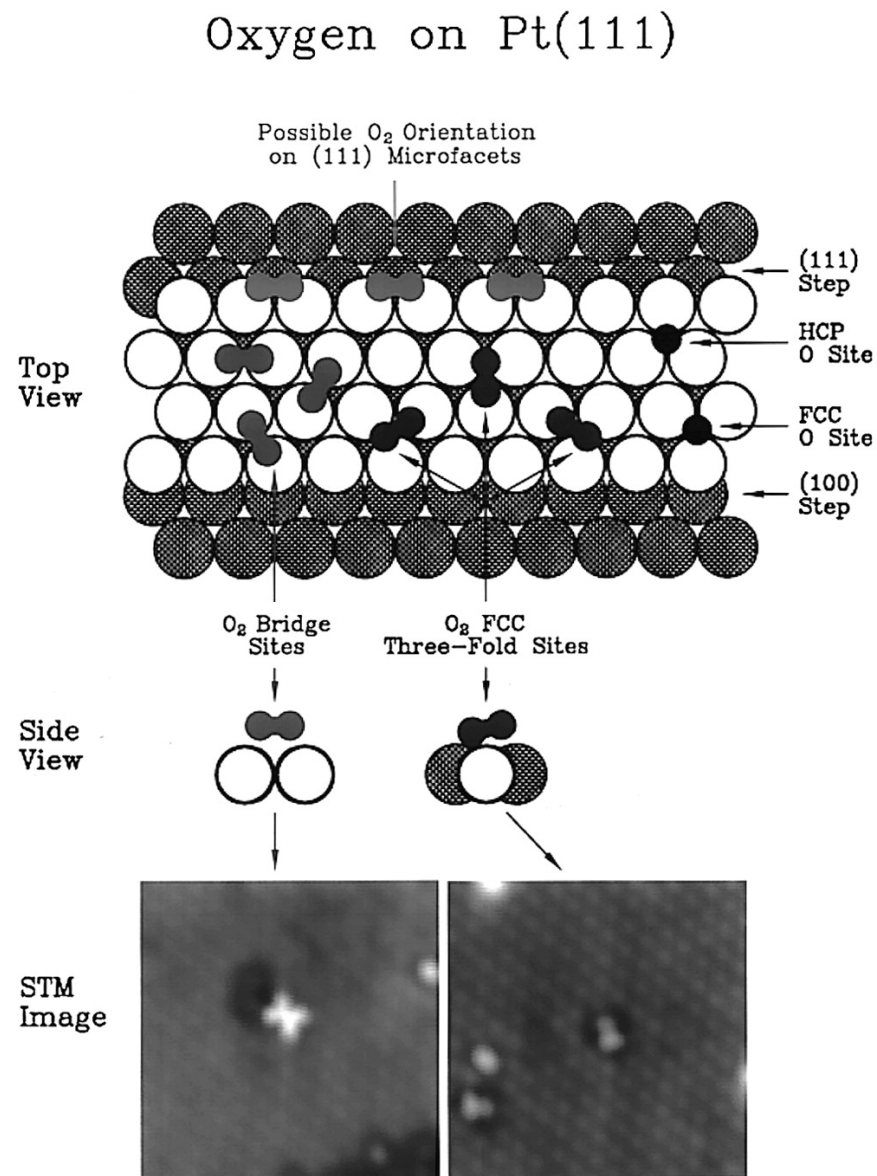 Oxygen on Pt(111)
Possible O₂ Orientation
on (111) Microfacets
(111)
Step
HCP
O Site
Top
View
FCC
O Site
(100)
Step
O₂ Bridge
Sites
O₂ FCC
Three-Fold Sites
Side
View
STM
Image